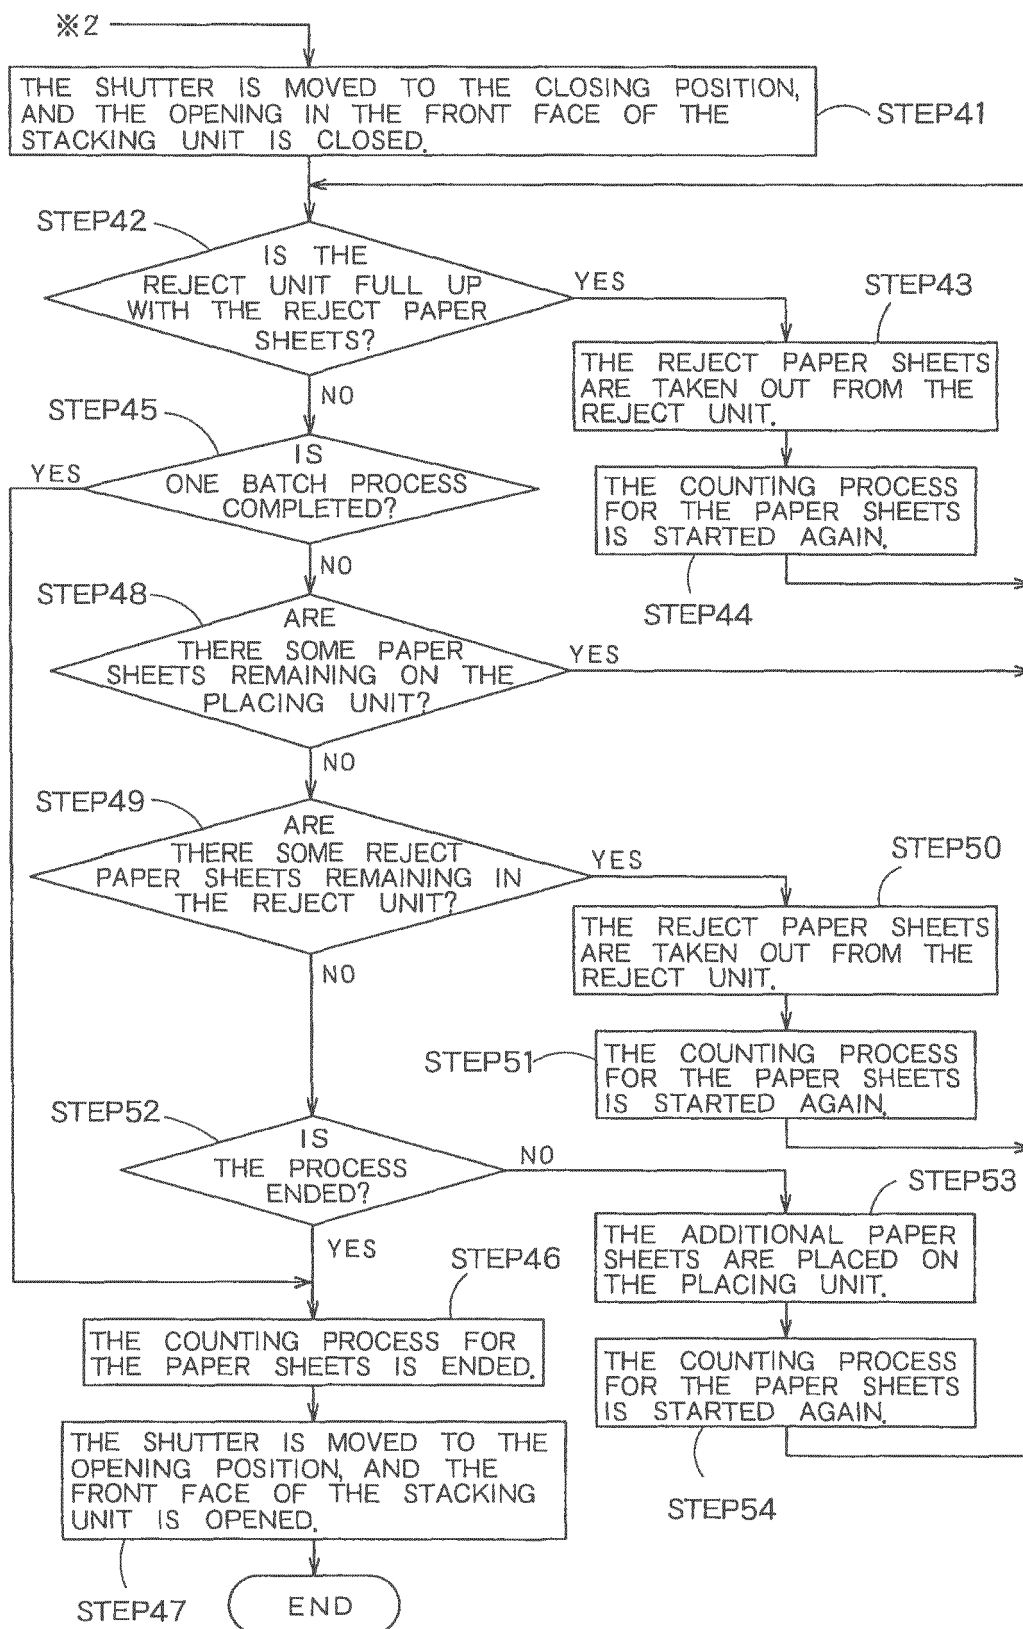 ※2
THE SHUTTER IS MOVED TO THE CLOSING POSITION,
AND THE OPENING IN THE FRONT FACE OF THE
STACKING UNIT IS CLOSED.
STEP41
STEP42
IS THE
REJECT UNIT FULL UP
WITH THE REJECT PAPER
SHEETS?
YES
STEP43
THE REJECT PAPER SHEETS
ARE TAKEN OUT FROM THE
REJECT UNIT.
NO
STEP45
IS
ONE BATCH PROCESS
COMPLETED?
YES
THE COUNTING PROCESS
FOR THE PAPER SHEETS
IS STARTED AGAIN.
STEP44
NO
STEP48
ARE
THERE SOME PAPER
SHEETS REMAINING ON THE
PLACING UNIT?
YES
NO
STEP49
ARE
THERE SOME REJECT
PAPER SHEETS REMAINING IN
THE REJECT UNIT?
YES
STEP50
THE REJECT PAPER SHEETS
ARE TAKEN OUT FROM THE
REJECT UNIT.
NO
STEP51
THE COUNTING PROCESS
FOR THE PAPER SHEETS
IS STARTED AGAIN.
STEP52
IS
THE PROCESS
ENDED?
NO
STEP53
THE ADDITIONAL PAPER
SHEETS ARE PLACED ON
THE PLACING UNIT.
YES
STEP46
THE COUNTING PROCESS FOR
THE PAPER SHEETS IS ENDED.
THE COUNTING PROCESS
FOR THE PAPER SHEETS
IS STARTED AGAIN.
STEP54
THE SHUTTER IS MOVED TO THE
OPENING POSITION, AND THE
FRONT FACE OF THE STACKING
UNIT IS OPENED.
STEP47
END